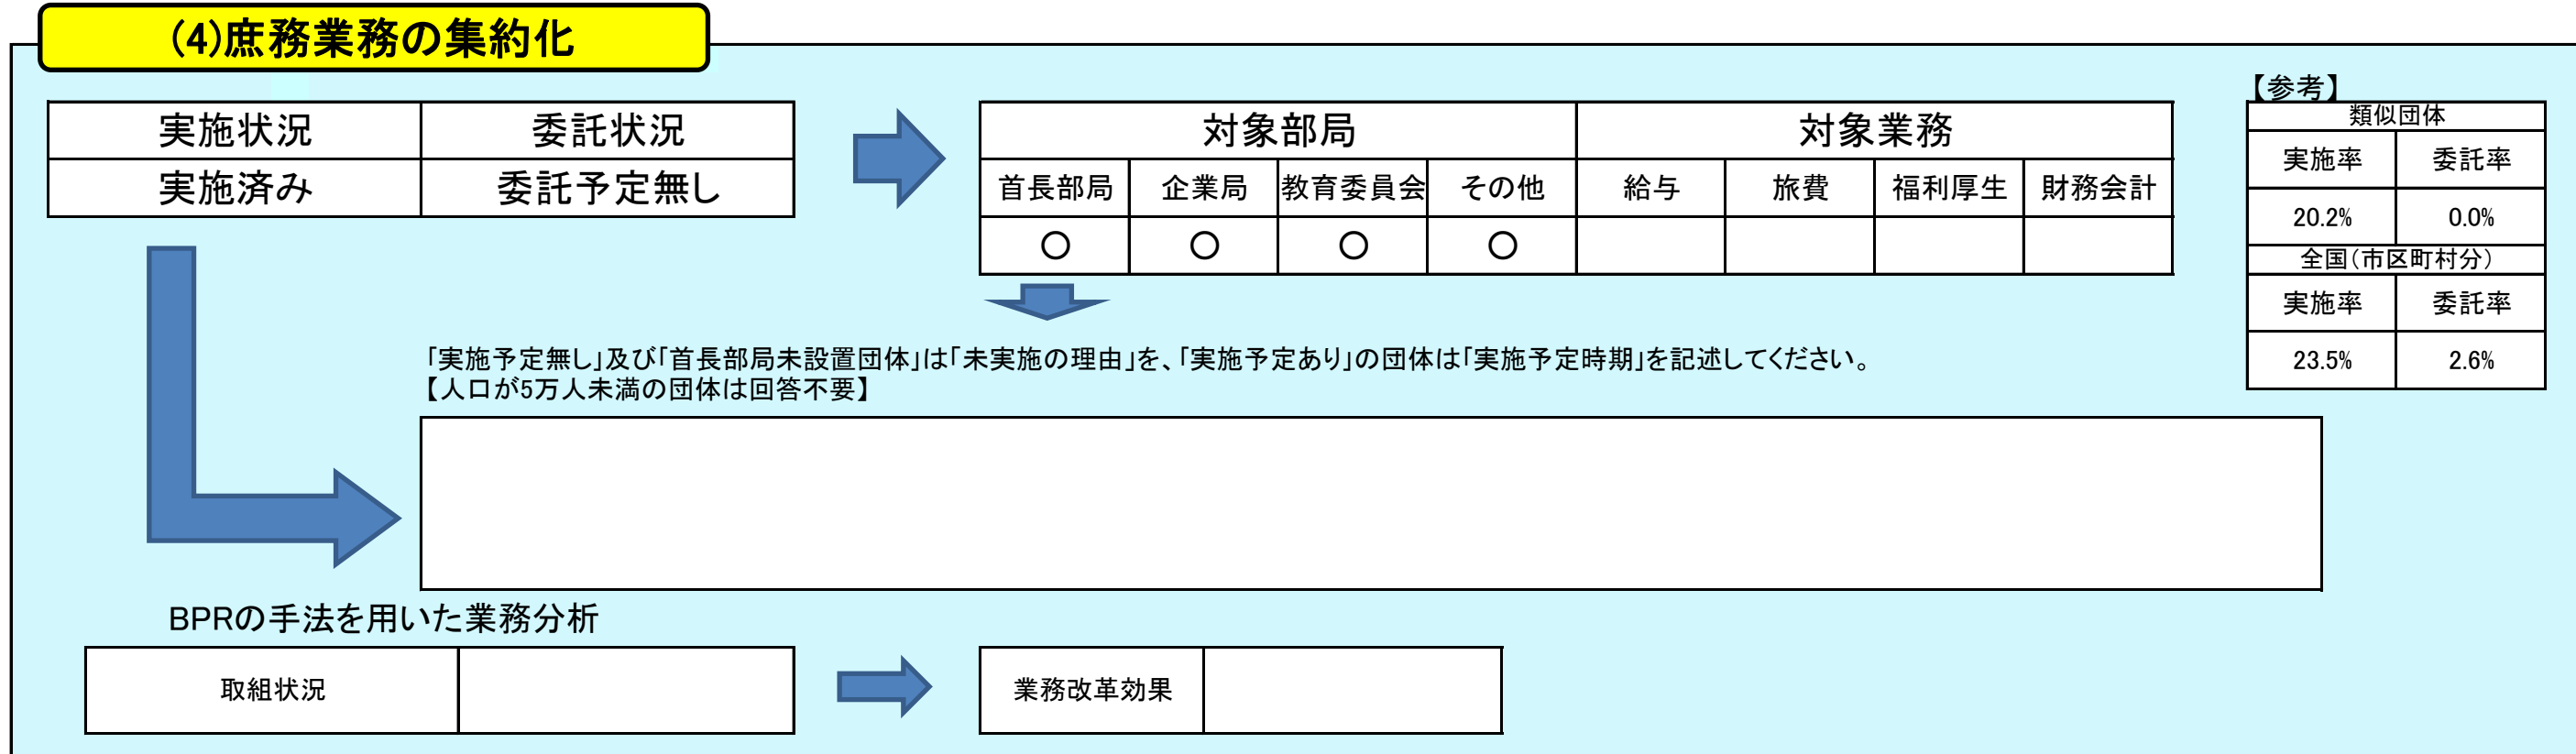 (4)庶務業務の集約化
【参考】
実施状況 委託状況
実施済み 委託予定無し
対象部局 対象業務
首長部局 企業局 教育委員会 その他 給与 旅費 福利厚生 財務会計
○ ○ ○ ○
類似団体
実施率 委託率
20.2% 0.0%
全国(市区町村分)
実施率 委託率
23.5% 2.6%
「実施予定無し」及び「首長部局未設置団体」は「未実施の理由」を、「実施予定あり」の団体は「実施予定時期」を記述してください。
【人口が5万人未満の団体は回答不要】
BPRの手法を用いた業務分析
取組状況
業務改革効果